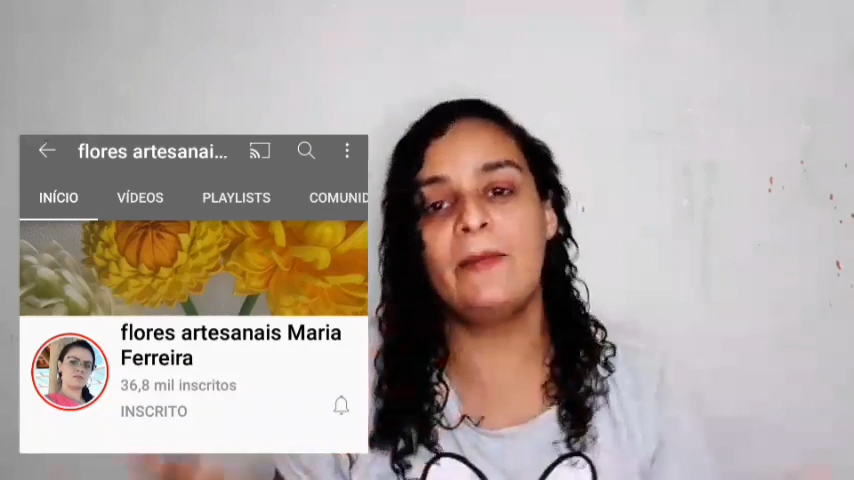 flores artesanai...
INÍCIO VÍDEOS PLAYLISTS COMUNID
flores artesanais Maria
Ferreira
36,8 mil inscritos
INSCRITO